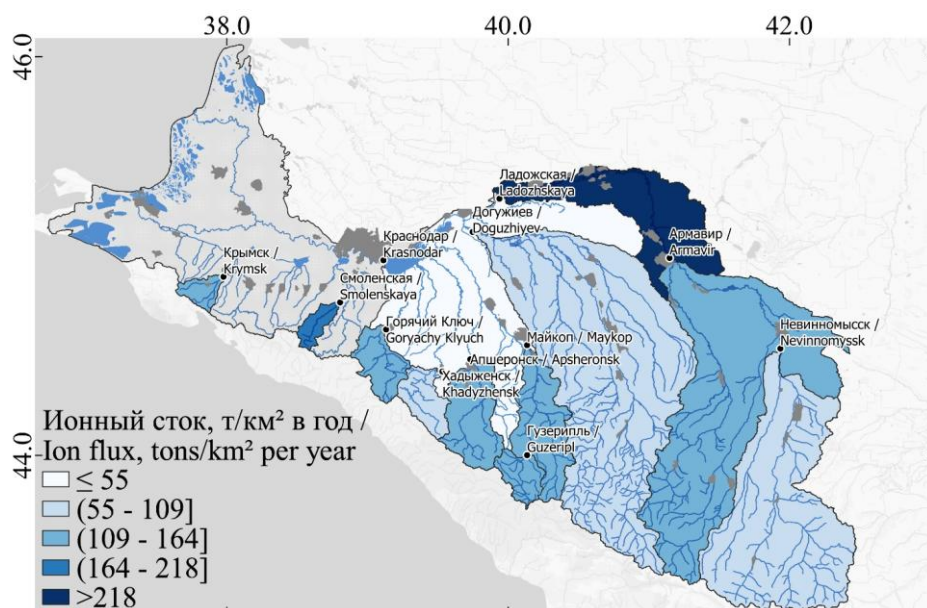 38.0 40.0 42.0
46.0
Ладожская /
Ladozhskaya
Догужиев /
Doguzhiyev
Краснодар /
Krasnodar
Армавир /
Armavir
Крымск /
Krymsk
Смоленская /
Smolenskaya
Горячий Ключ /
Goryachy Klyuch
Майкоп / Maykop
Невинномысск /
Nevinnomyssk
Апшеронск / Apsheronsk
Хадыженск /
Khadyzhensk
Гузерипль /
Guzeripl
44.0
Ионный сток, т/км² в год /
Ion flux, tons/km² per year
≤ 55
(55 - 109]
(109 - 164]
(164 - 218]
>218